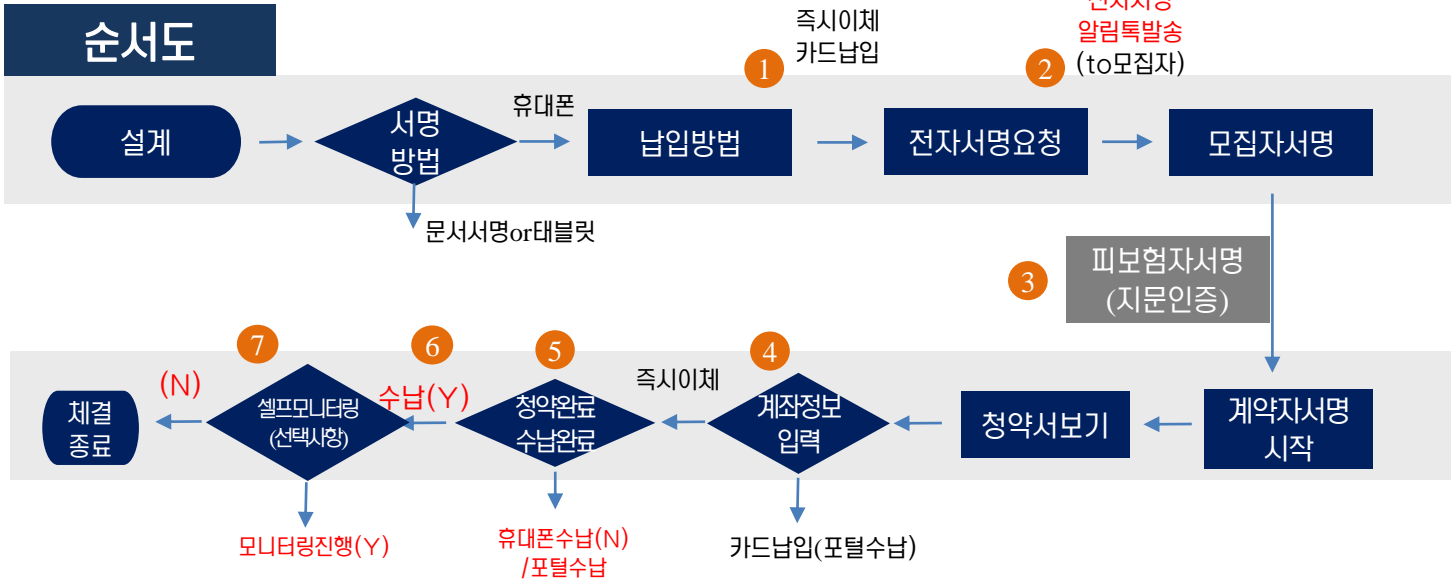 순서도
즉시이체
카드납입
알림톡발송
(to모집자)
1
2
설계
서명
방법
휴대폰
납입방법
전자서명요청
모집자서명
문서서명or태블릿
3
피보험자서명
(지문인증)
7
6
5
4
(N)
수납(Y)
즉시이체
체결
종료
셀프모니터링
(선택사항)
청약완료
수납완료
계좌정보
입력
청약서보기
계약자서명
시작
모니터링진행(Y)
휴대폰수납(N)
/포털수납
카드납입(포털수납)